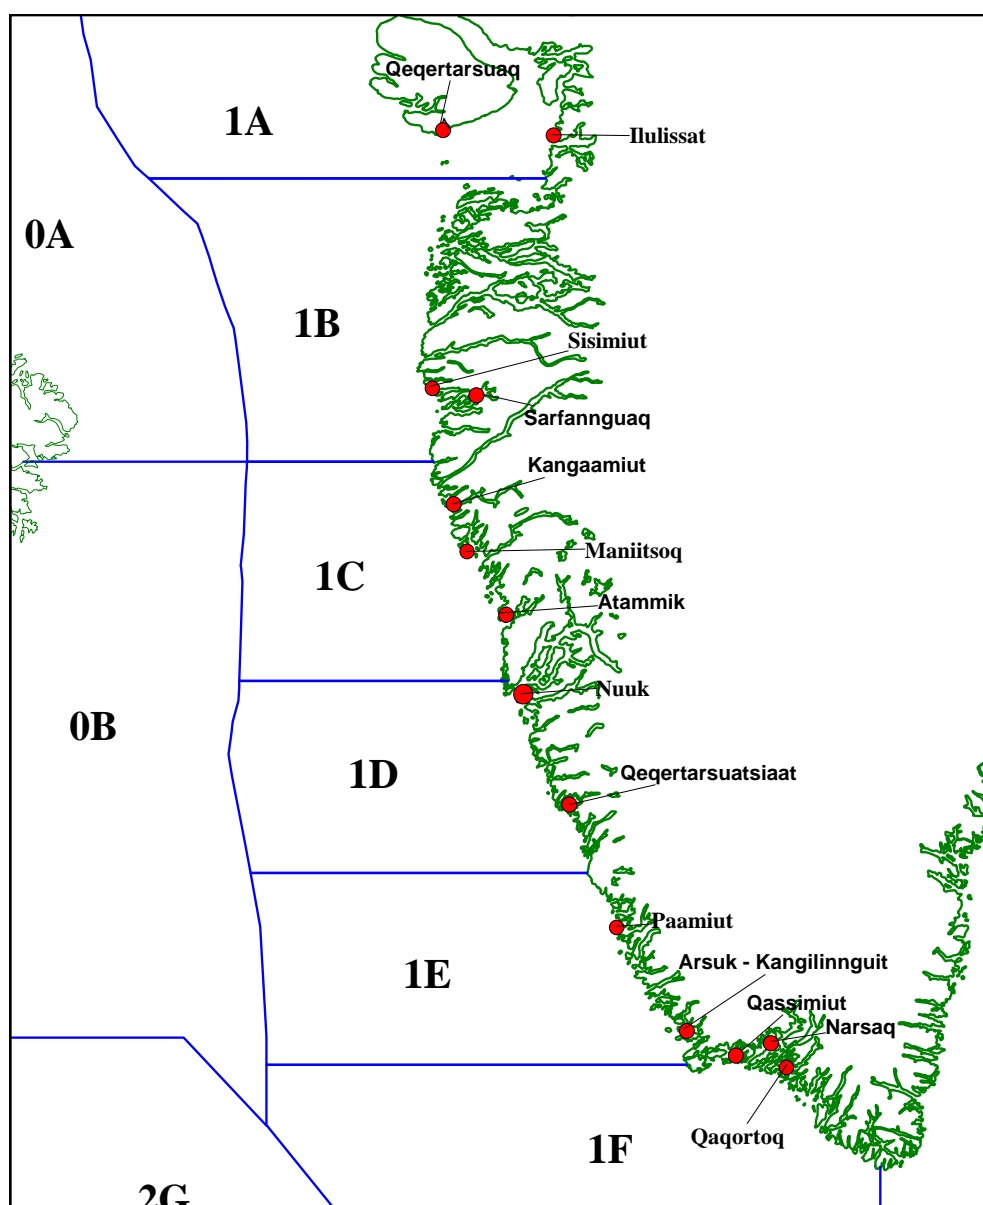 Qeqertarsuaq
1A
Ilulissat
0A
1B
Sisimiut
Sarfannguaq
Kangaamiut
Maniitsoq
1C
Atammik
Nuuk
0B
1D
Qeqertarsuatsiaat
Paamiut
1E
Arsuk - Kangilinnguit
Qassimiut
Narsaq
Qaqortoq
1F
2G